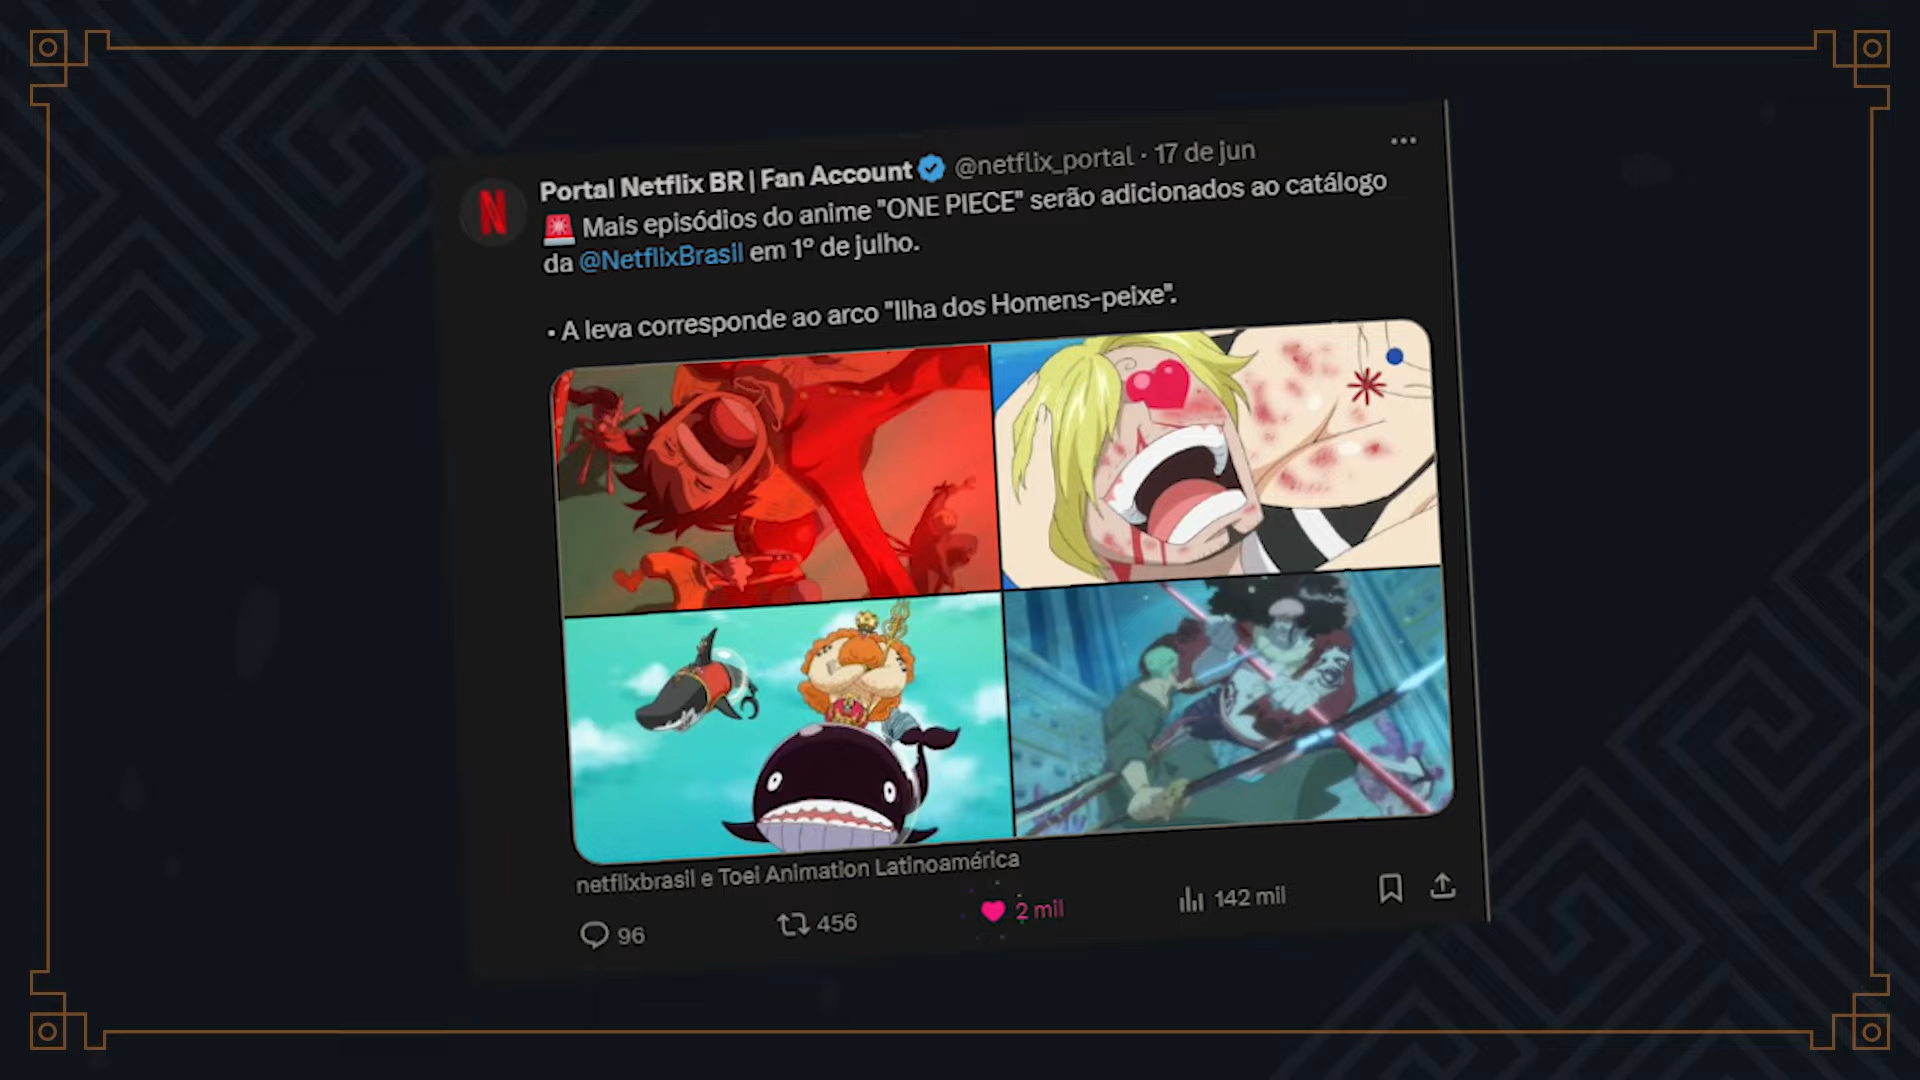 Portal Netflix BR | Fan Account @netflix_portal · 17 de jun
🚨 Mais episódios do anime "ONE PIECE" serão adicionados ao catálogo
da @NetflixBrasil em 1º de julho.
• A leva corresponde ao arco "Ilha dos Homens-peixe".
netflixbrasil e Toei Animation Latinoamérica
96 456 2 mil 142 mil